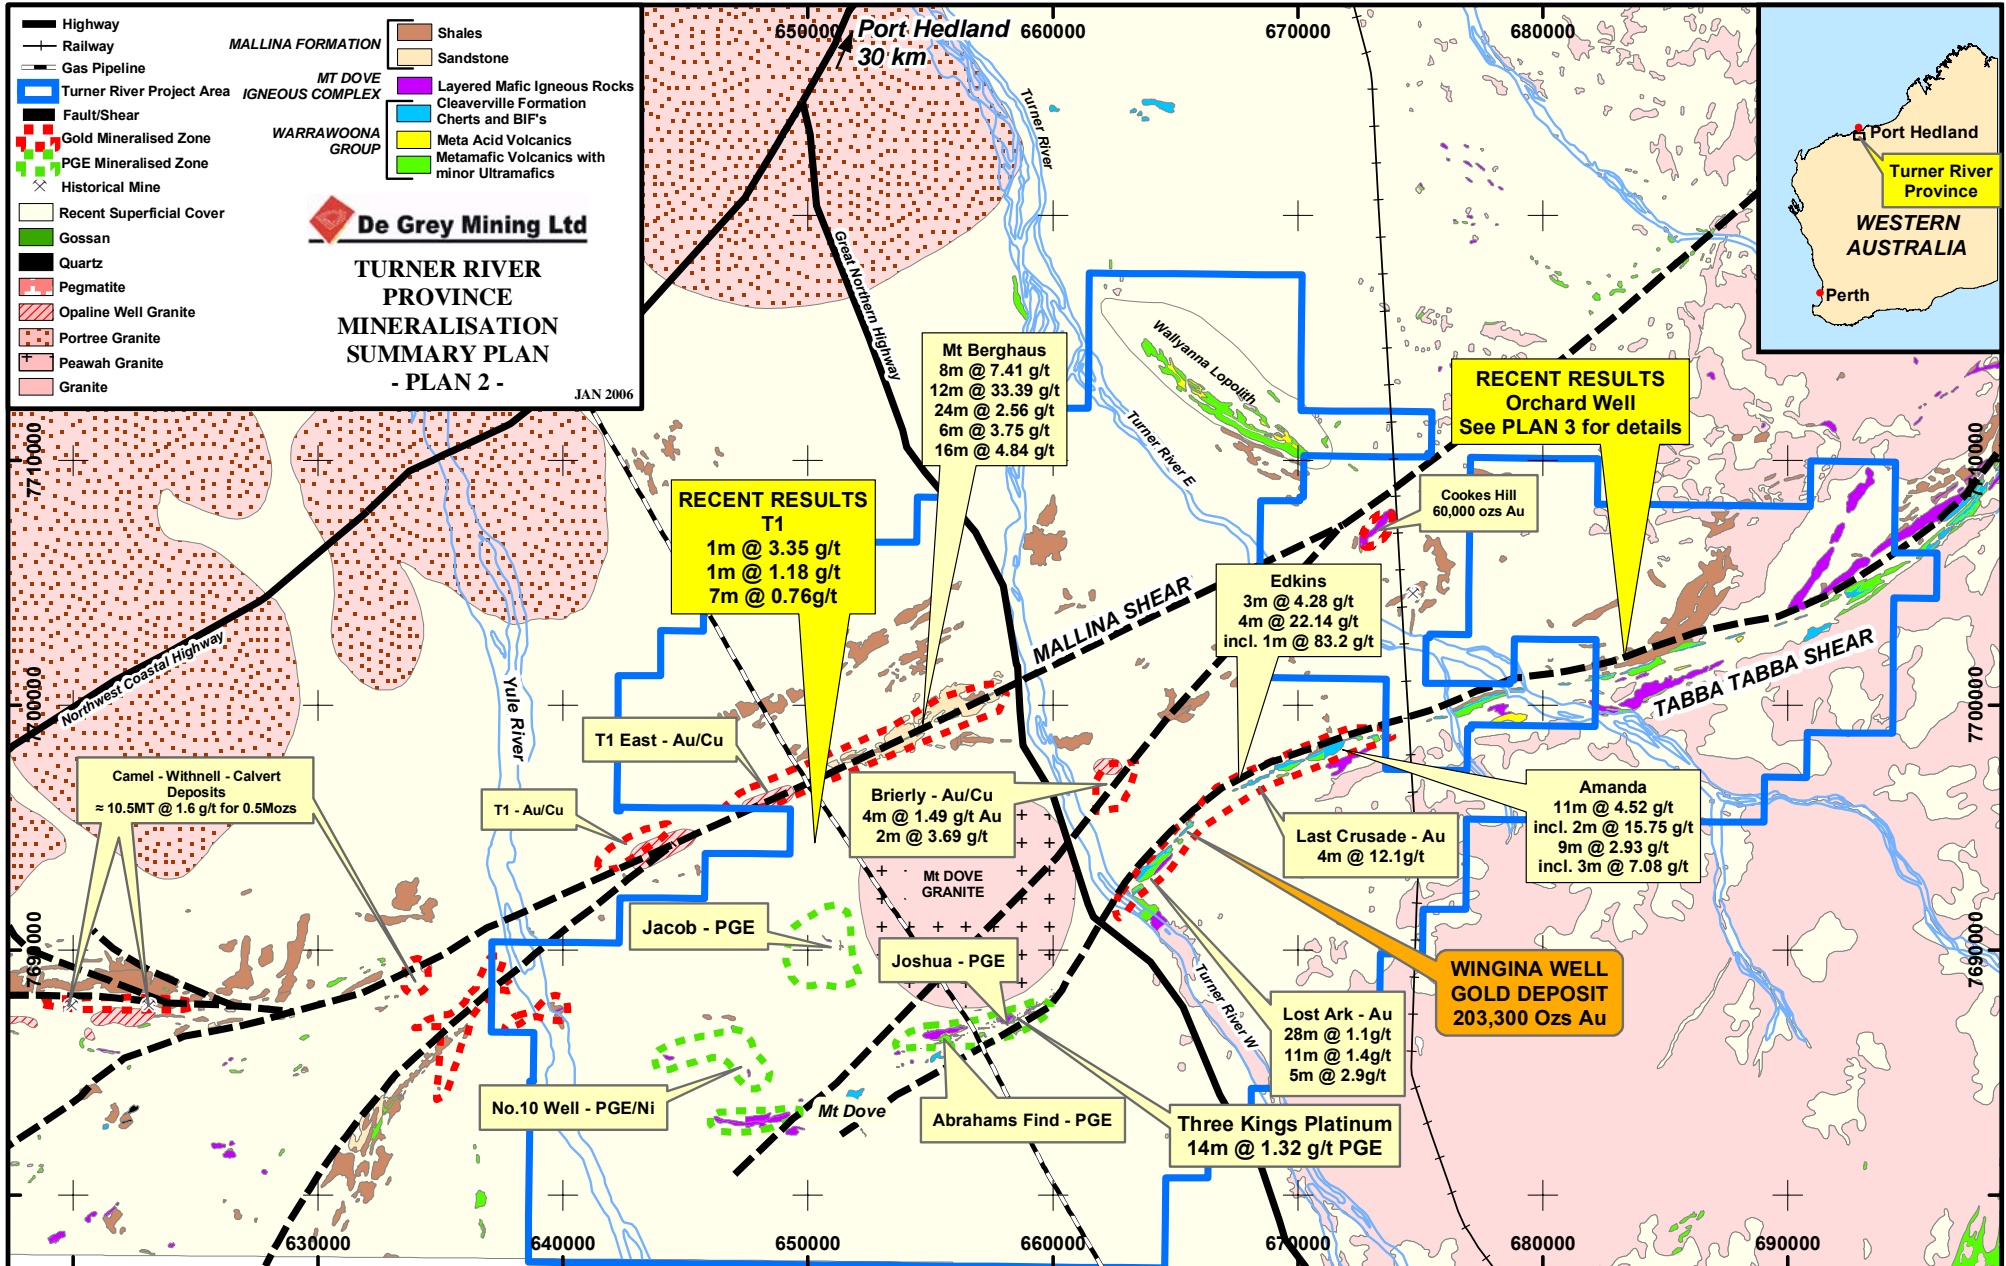 Highway
Railway
Gas Pipeline
Turner River Project Area
Fault/Shear
Gold Mineralised Zone
PGE Mineralised Zone
Historical Mine
Recent Superficial Cover
Gossan
Quartz
Pegmatite
Opaline Well Granite
Portree Granite
Peawah Granite
Granite
MALLINA FORMATION
Shales
Sandstone
MT DOVE
IGNEOUS COMPLEX
Layered Mafic Igneous Rocks
WARRAWOONA
GROUP
Cleaverville Formation
Cherts and BIF's
Meta Acid Volcanics
Metamafic Volcanics with
minor Ultramafics
De Grey Mining Ltd
TURNER RIVER
PROVINCE
MINERALISATION
SUMMARY PLAN
- PLAN 2 -
JAN 2006
650000
660000
670000
680000
Port Hedland
30 km
Turner River
Great Northern Highway
Port Hedland
Turner River
Province
WESTERN
AUSTRALIA
Perth
Wallyanna Lopolith
Mt Berghaus
8m @ 7.41 g/t
12m @ 33.39 g/t
24m @ 2.56 g/t
6m @ 3.75 g/t
16m @ 4.84 g/t
RECENT RESULTS
Orchard Well
See PLAN 3 for details
Turner River E
7710000
7710000
RECENT RESULTS
T1
1m @ 3.35 g/t
1m @ 1.18 g/t
7m @ 0.76g/t
Cookes Hill
60,000 ozs Au
Edkins
3m @ 4.28 g/t
4m @ 22.14 g/t
incl. 1m @ 83.2 g/t
MALLINA SHEAR
TABBA TABBA SHEAR
Northwest Coastal Highway
Yule River
7700000
7700000
T1 East - Au/Cu
Camel - Withnell - Calvert
Deposits
≈ 10.5MT @ 1.6 g/t for 0.5Mozs
T1 - Au/Cu
Brierly - Au/Cu
4m @ 1.49 g/t Au
2m @ 3.69 g/t
Last Crusade - Au
4m @ 12.1g/t
Amanda
11m @ 4.52 g/t
incl. 2m @ 15.75 g/t
9m @ 2.93 g/t
incl. 3m @ 7.08 g/t
Mt DOVE
GRANITE
Jacob - PGE
Joshua - PGE
7690000
7690000
WINGINA WELL
GOLD DEPOSIT
203,300 Ozs Au
Turner River W
Lost Ark - Au
28m @ 1.1g/t
11m @ 1.4g/t
5m @ 2.9g/t
No.10 Well - PGE/Ni
Mt Dove
Abrahams Find - PGE
Three Kings Platinum
14m @ 1.32 g/t PGE
630000
640000
650000
660000
670000
680000
690000